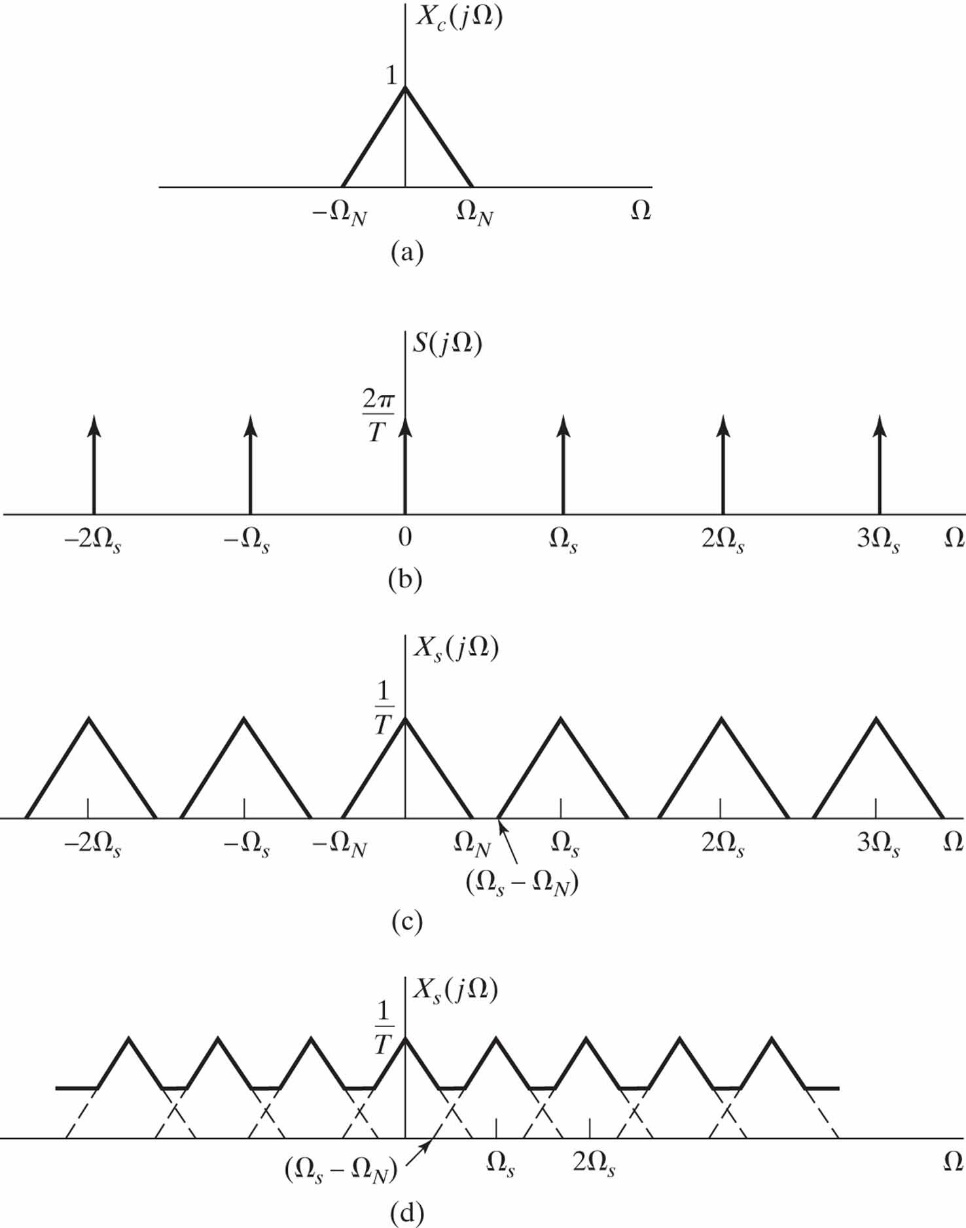 X_c(jΩ)
1
−Ω_N Ω_N Ω
(a)
S(jΩ)
2π/T
−2Ω_s −Ω_s 0 Ω_s 2Ω_s 3Ω_s Ω
(b)
X_s(jΩ)
1/T
−2Ω_s −Ω_s −Ω_N Ω_N Ω_s 2Ω_s 3Ω_s Ω
(Ω_s − Ω_N)
(c)
X_s(jΩ)
1/T
(Ω_s − Ω_N) Ω_s 2Ω_s Ω
(d)